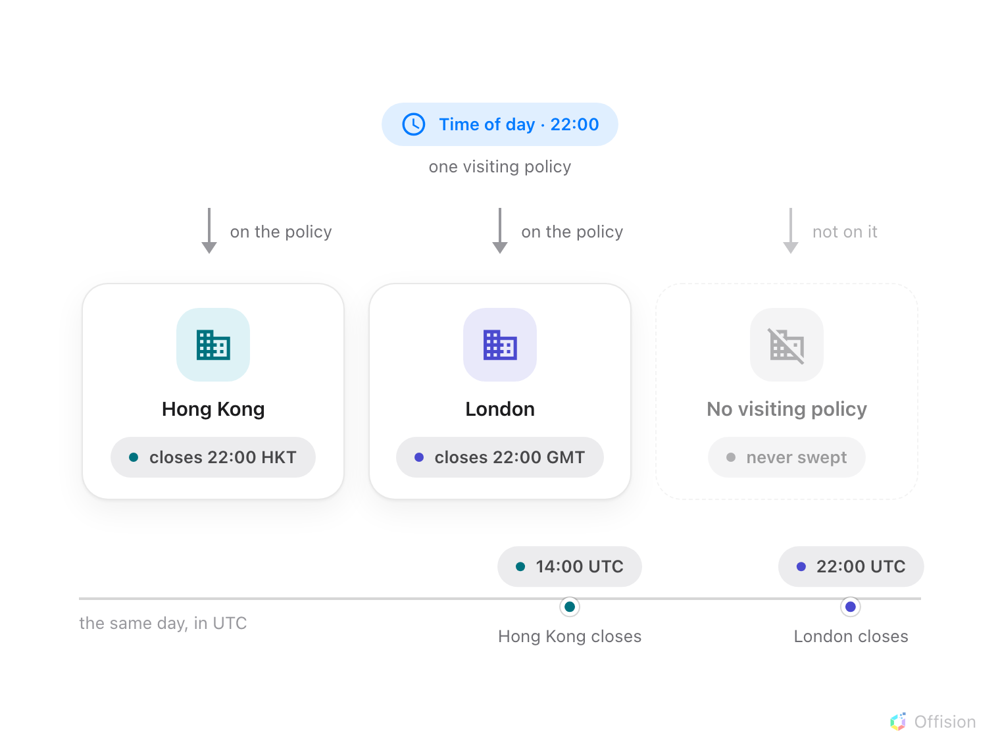 Time of day · 22:00
one visiting policy
on the policy
on the policy
not on it
Hong Kong
London
No visiting policy
closes 22:00 HKT
closes 22:00 GMT
never swept
14:00 UTC
22:00 UTC
the same day, in UTC
Hong Kong closes
London closes
Offision